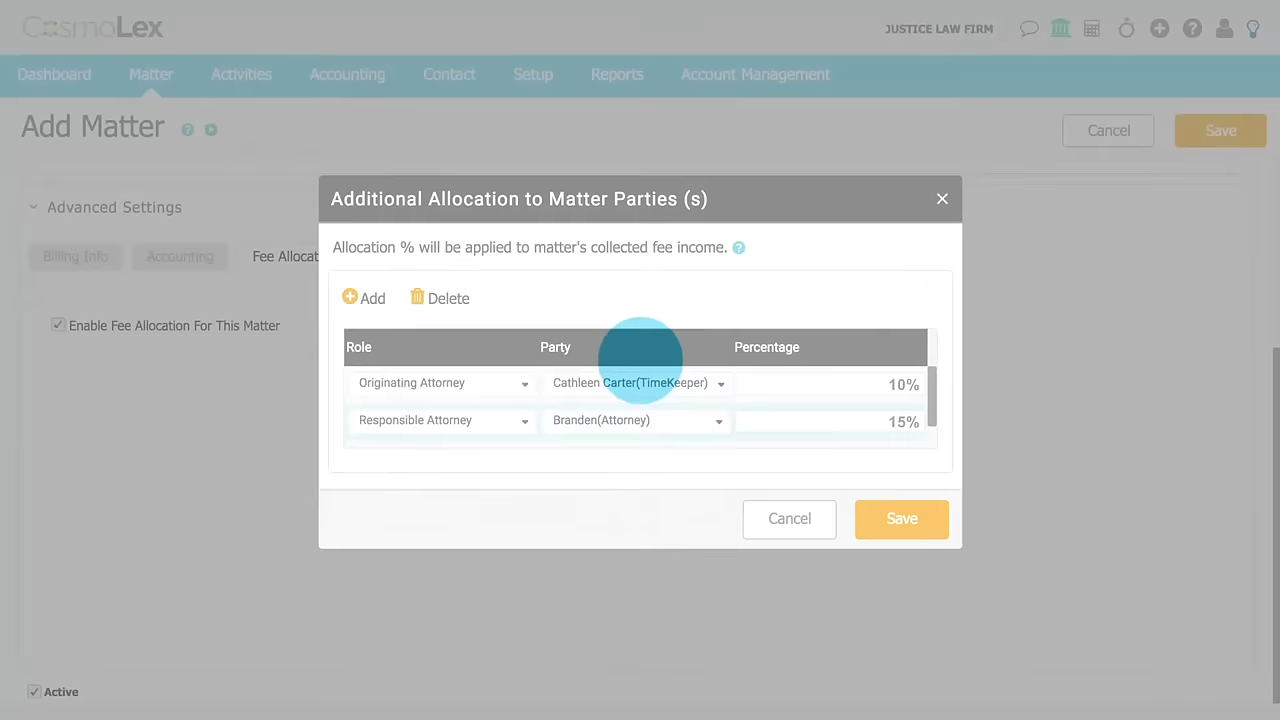 CosmoLex
JUSTICE LAW FIRM
Dashboard Matter Activities Accounting Contact Setup Reports Account Management
Add Matter
Cancel Save
Advanced Settings
Billing Info Accounting Fee Allocat
Enable Fee Allocation For This Matter
Additional Allocation to Matter Parties (s)
Allocation % will be applied to matter's collected fee income.
Add Delete
Role Party Percentage
Originating Attorney Cathleen Carter(TimeKeeper) 10%
Responsible Attorney Branden(Attorney) 15%
Cancel Save
Active